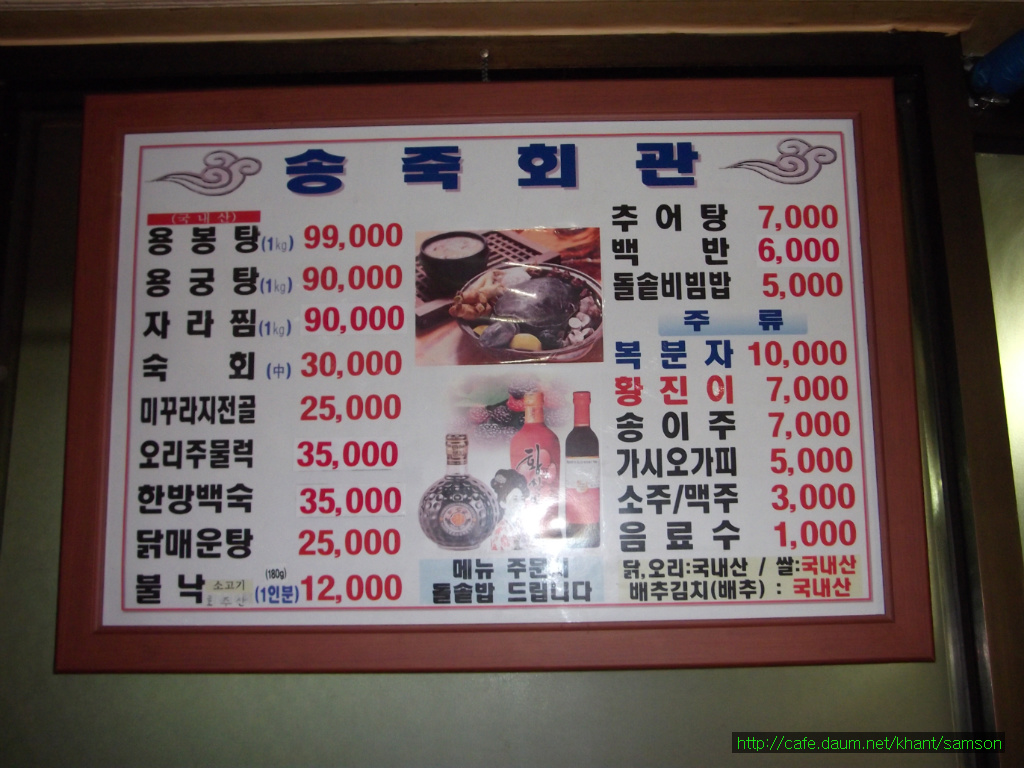 송죽회관
(국내산)
용봉탕(1kg) 99,000
용궁탕(1kg) 90,000
자라찜(1kg) 90,000
숙회(中) 30,000
미꾸라지전골 25,000
오리주물럭 35,000
한방백숙 35,000
닭매운탕 25,000
불낙 소고기 호주산 (180g) (1인분) 12,000
메뉴 주문시
돌솥밥 드립니다
추어탕 7,000
백반 6,000
돌솥비빔밥 5,000
주류
복분자 10,000
황진이 7,000
송이주 7,000
가시오가피 5,000
소주/맥주 3,000
음료수 1,000
닭,오리:국내산 / 쌀:국내산
배추김치(배추) : 국내산
http://cafe.daum.net/khant/samson